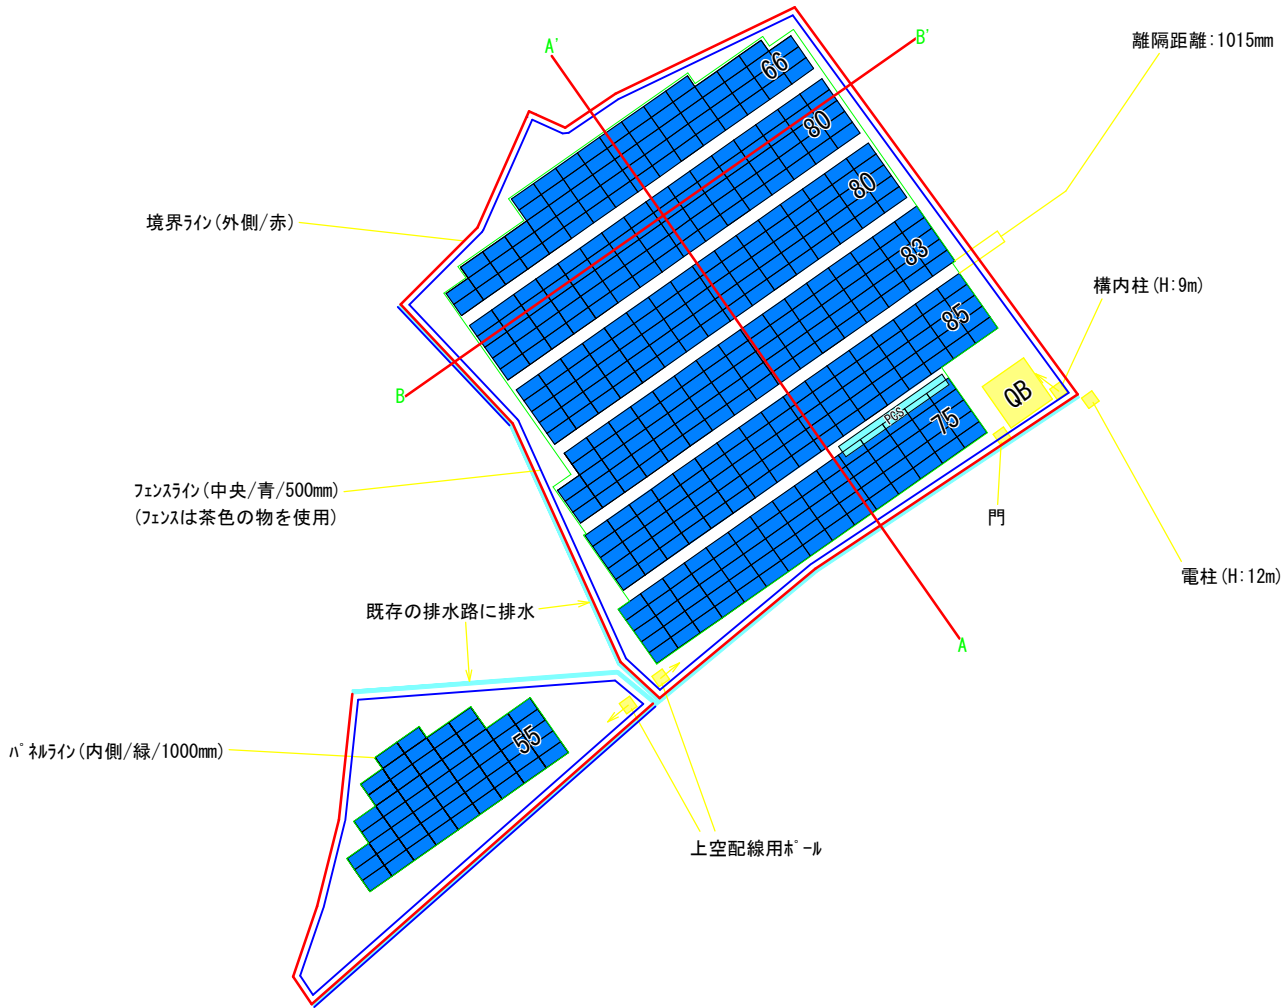 A'
B'
離隔距離:1015mm
66
80
80
境界ライン(外側/赤)
83
構内柱(H:9m)
85
QB
B
PCS
75
フェンスライン(中央/青/500mm)
(フェンスは茶色の物を使用)
門
電柱(H:12m)
既存の排水路に排水
A
パネルライン(内側/緑/1000mm)
55
上空配線用ポール